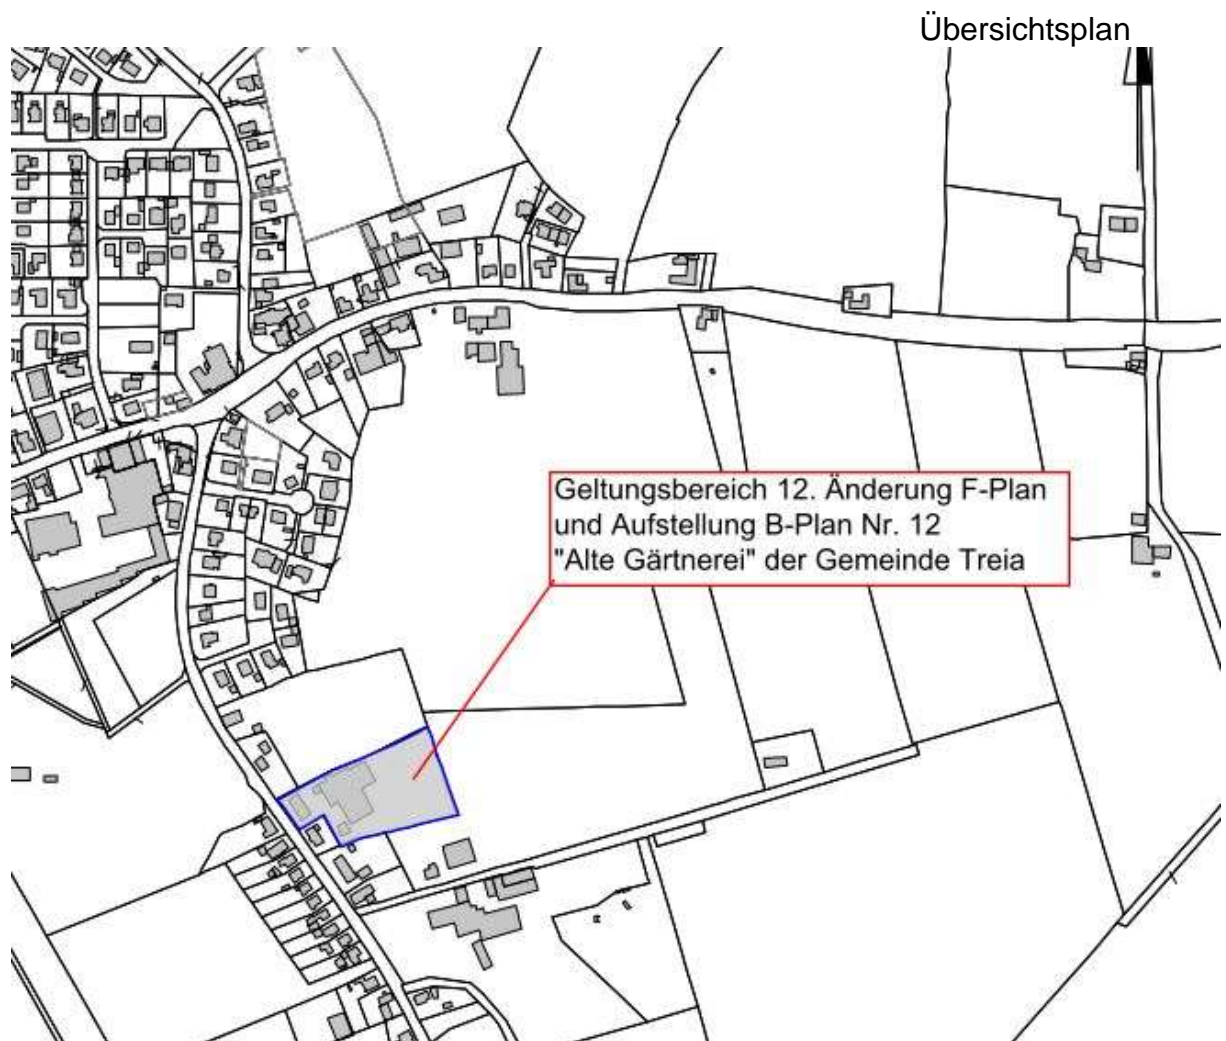 Übersichtsplan
Geltungsbereich 12. Änderung F-Plan
und Aufstellung B-Plan Nr. 12
"Alte Gärtnerei" der Gemeinde Treia